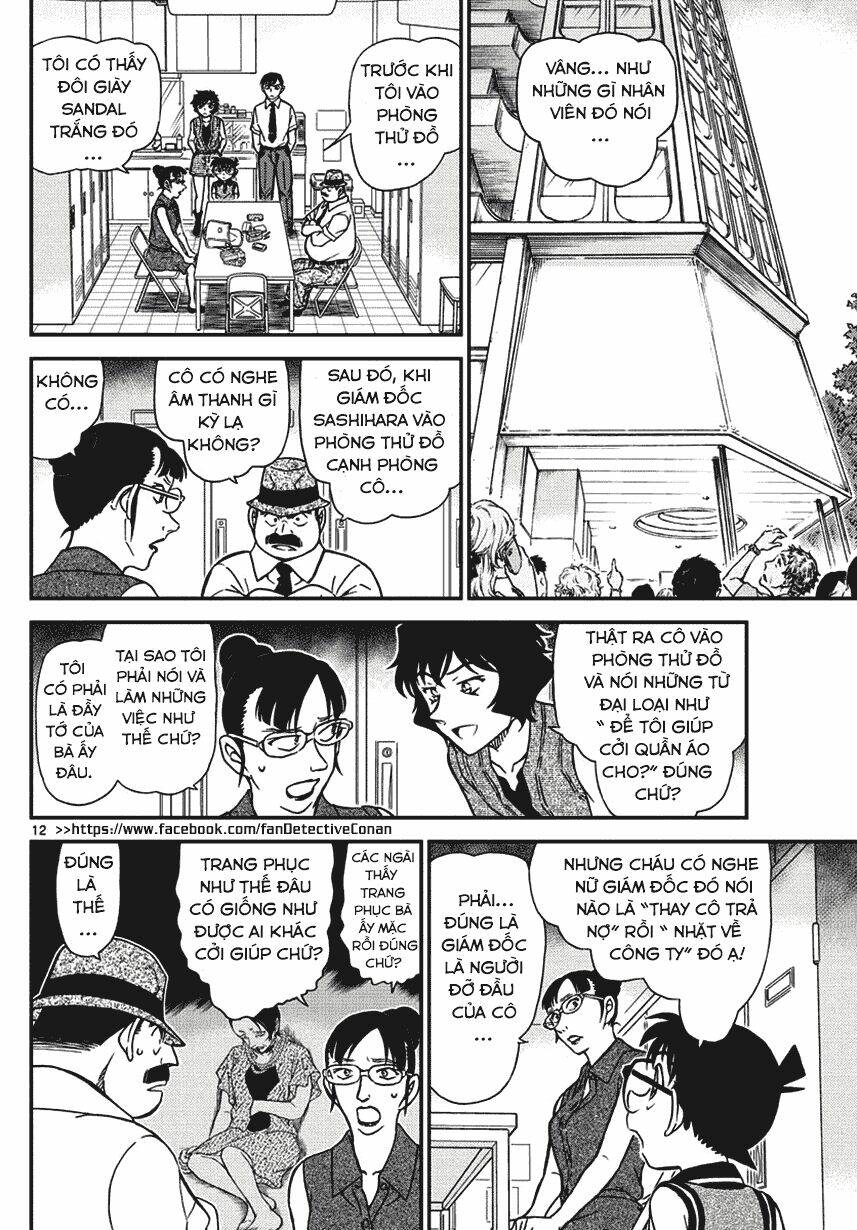 VÂNG... NHƯ
NHỮNG GÌ NHÂN
VIÊN ĐÓ NÓI
TRƯỚC KHI
TÔI VÀO
PHÒNG
THỬ ĐỒ
TÔI CÓ THẤY
ĐÔI GIÀY
SANDAL
TRẮNG ĐÓ
...
SAU ĐÓ, KHI
GIÁM ĐỐC
SASHIHARA VÀO
PHÒNG THỬ ĐỒ
CẠNH PHÒNG
CÔ...
CÔ CÓ NGHE
ÂM THANH GÌ
KỲ LẠ
KHÔNG?
KHÔNG
CÓ...
THẬT RA CÔ VÀO
PHÒNG THỬ ĐỒ
VÀ NÓI NHỮNG TỪ
ĐẠI LOẠI NHƯ
“ ĐỂ TÔI GIÚP
CỞI QUẦN ÁO
CHO?” ĐÚNG
CHỨ?
TẠI SAO TÔI
PHẢI NÓI VÀ
LÀM NHỮNG
VIỆC NHƯ
THẾ CHỨ?
TÔI
CÓ PHẢI
LÀ ĐẦY
TỚ CỦA
BÀ ẤY
ĐÂU.
12 >>https://www.facebook.com/fanDetectiveConan
NHƯNG CHÁU CÓ NGHE
NỮ GIÁM ĐỐC ĐÓ NÓI
NÀO LÀ “THAY CÔ TRẢ
NỢ” RỒI “ NHẶT VỀ
CÔNG TY” ĐÓ Ạ!
PHẢI...
ĐÚNG LÀ
GIÁM ĐỐC
LÀ NGƯỜI
ĐỠ ĐẦU
CỦA CÔ
...
CÁC NGÀI
THẤY
TRANG
PHỤC BÀ
ẤY MẶC
RỒI ĐÚNG
CHỨ?
TRANG PHỤC
NHƯ THẾ ĐÂU
CÓ GIỐNG NHƯ
ĐƯỢC AI KHÁC
CỞI GIÚP CHỨ?
ĐÚNG
LÀ
THẾ
...